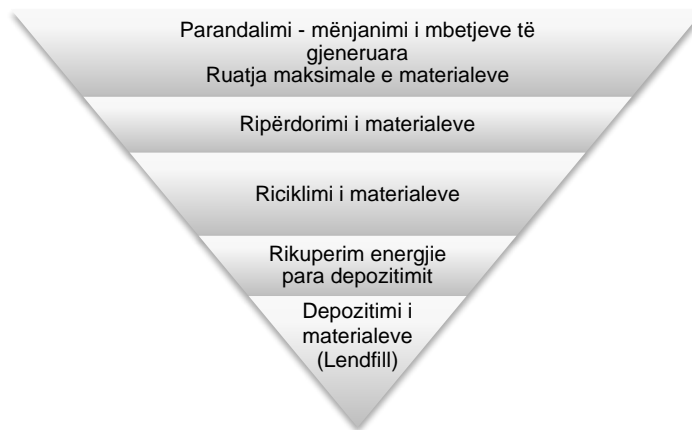 Parandalimi - mënjanimi i mbetjeve të
gjeneruara
Ruatja maksimale e materialeve
Ripërdorimi i materialeve
Riciklimi i materialeve
Rikuperim energjie
para depozitimit
Depozitimi i
materialeve
(Lendfill)